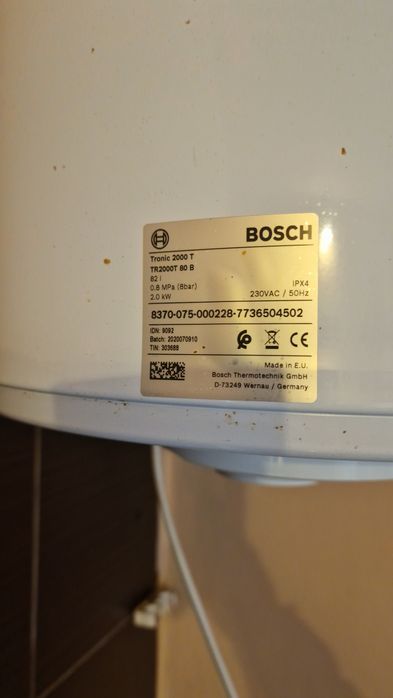 BOSCH
Tronic 2000 T
TR2000T 80 B
82 l
0.8 MPa (8bar) IPX4
2.0 kW 230VAC / 50Hz
8370-075-000228-7736504502
IDN: 9092
Batch: 2020070910
TIN: 303688
CE
Made in E.U.
Bosch Thermotechnik GmbH
D-73249 Wernau / Germany